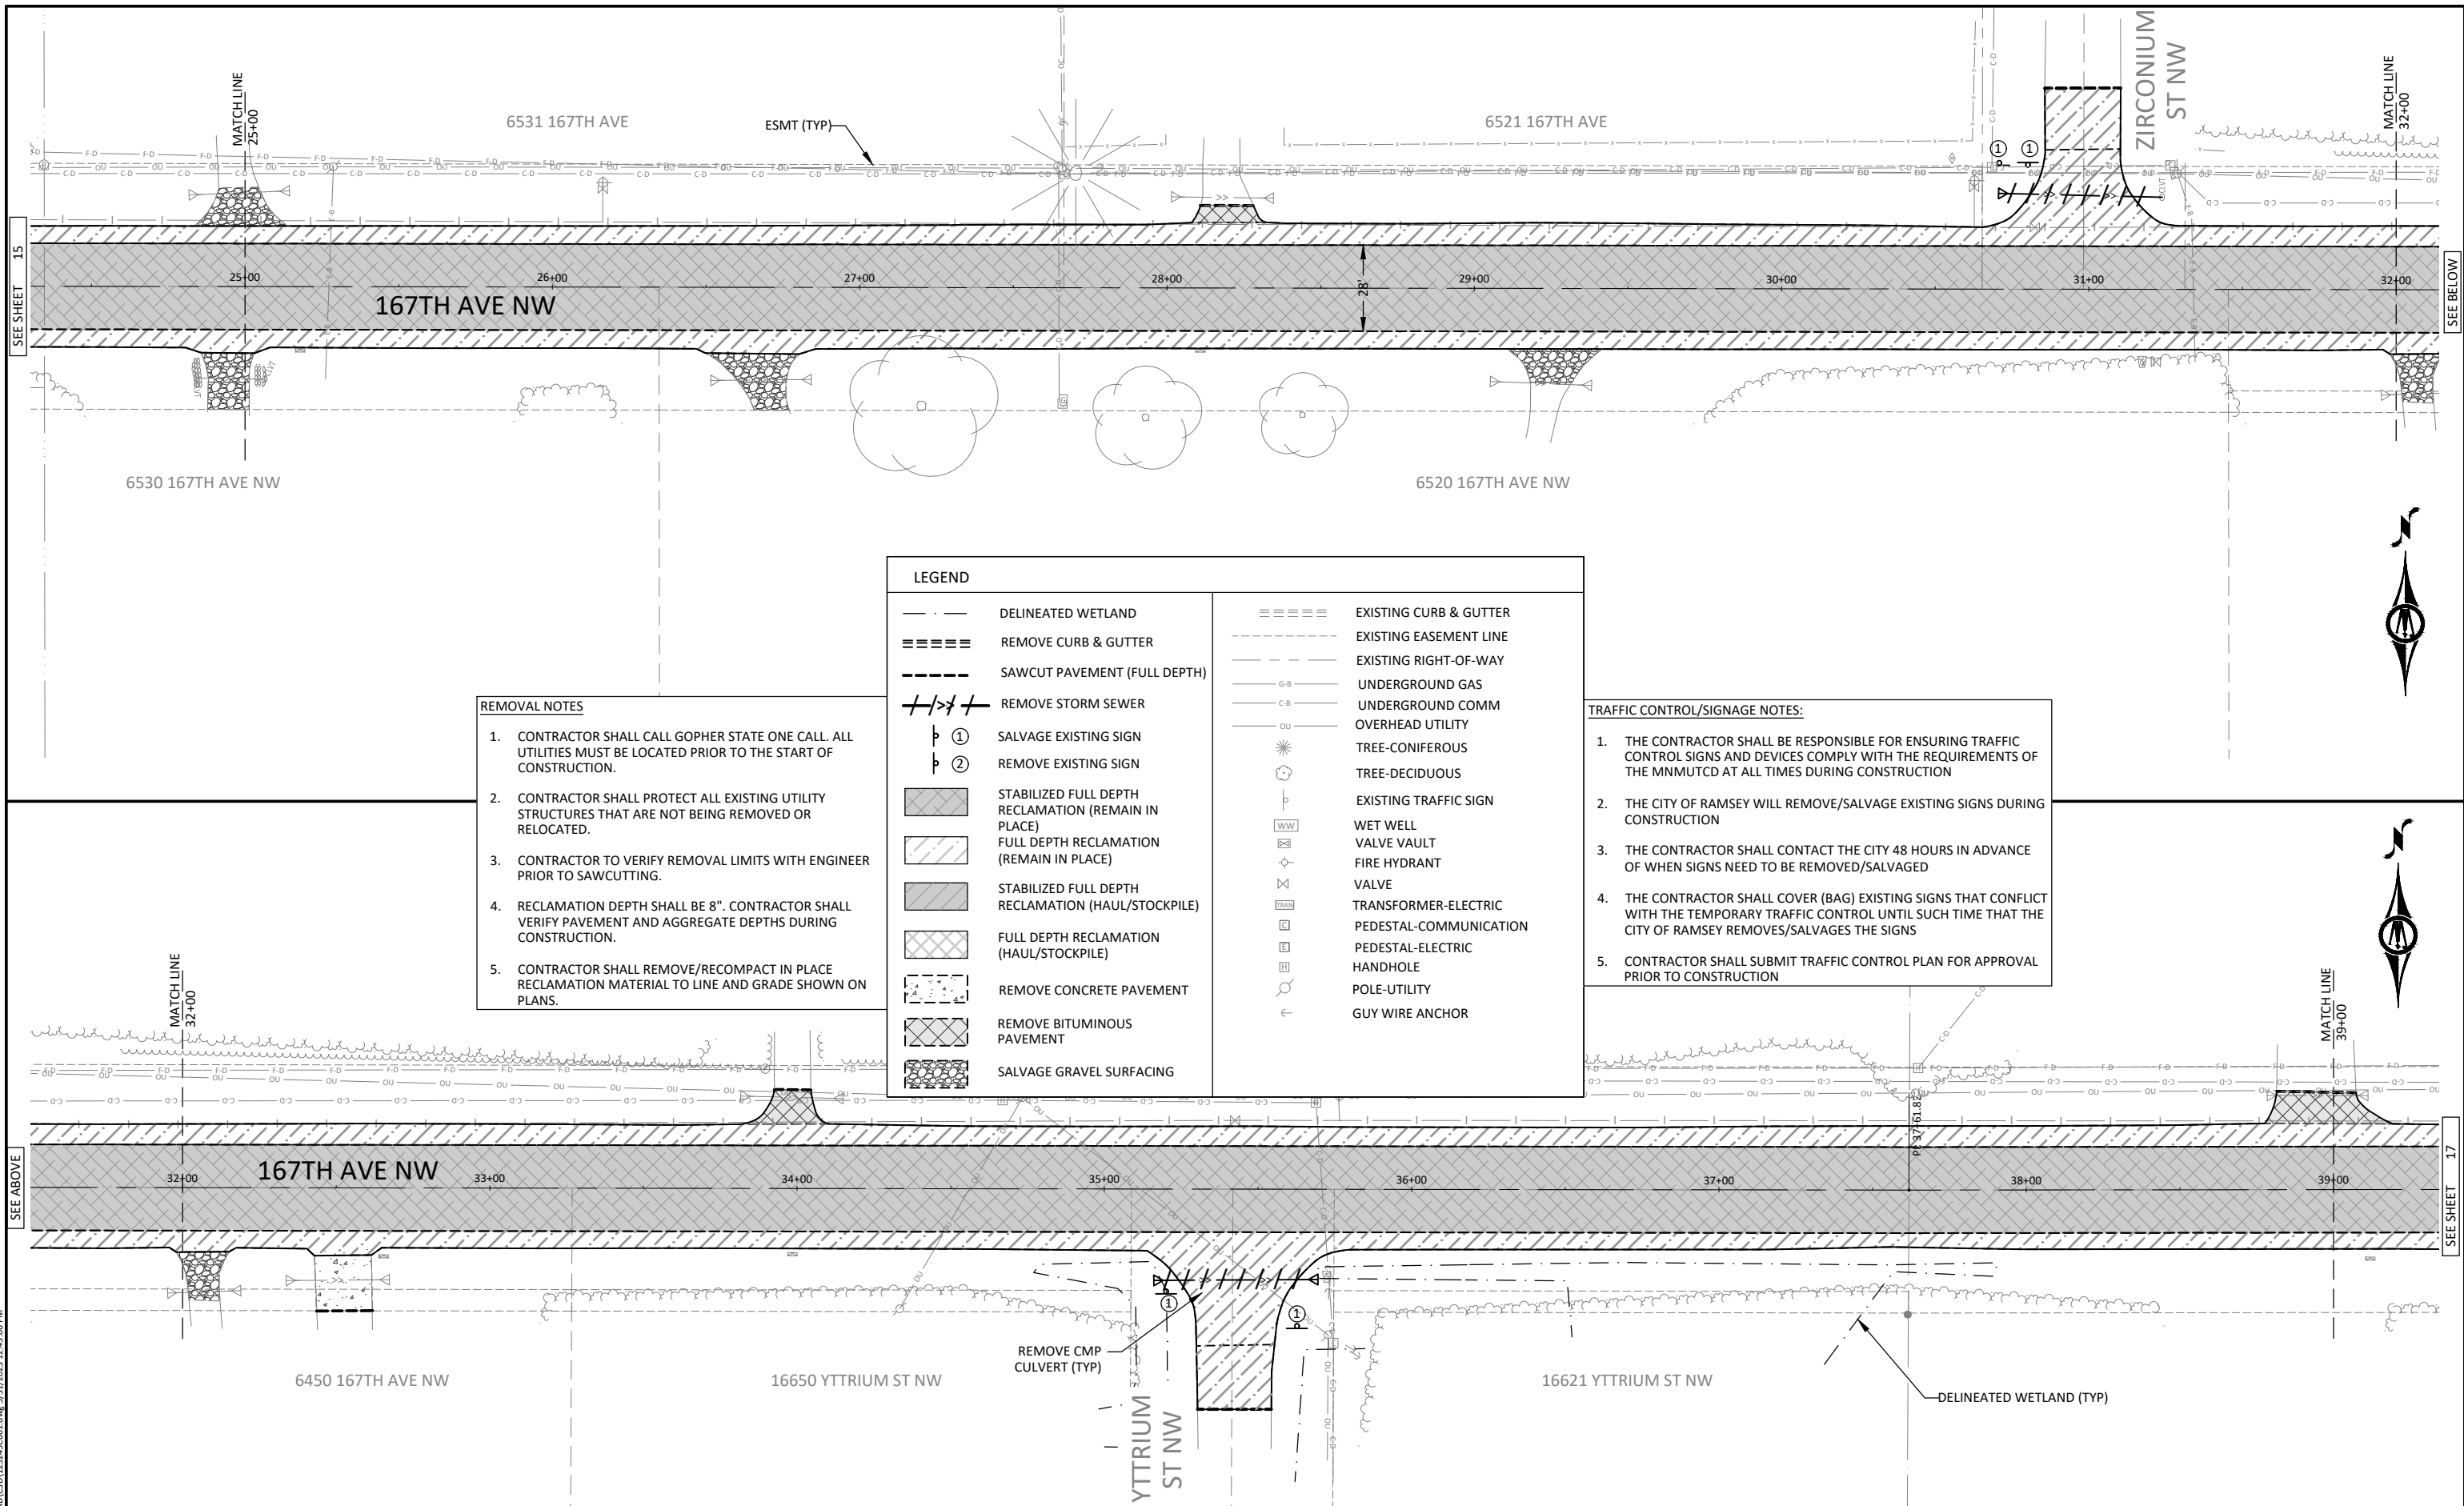 ZIRCONIUM
ST NW
MATCH LINE
25+00
6531 167TH AVE
ESMT (TYP)
6521 167TH AVE
MATCH LINE
32+00
SEE SHEET 15
25+00
26+00
27+00
28+00
29+00
30+00
31+00
32+00
28'
167TH AVE NW
SEE BELOW
6530 167TH AVE NW
6520 167TH AVE NW
LEGEND
DELINEATED WETLAND
REMOVE CURB & GUTTER
SAWCUT PAVEMENT (FULL DEPTH)
REMOVE STORM SEWER
1 SALVAGE EXISTING SIGN
2 REMOVE EXISTING SIGN
STABILIZED FULL DEPTH
RECLAMATION (REMAIN IN
PLACE)
FULL DEPTH RECLAMATION
(REMAIN IN PLACE)
STABILIZED FULL DEPTH
RECLAMATION (HAUL/STOCKPILE)
FULL DEPTH RECLAMATION
(HAUL/STOCKPILE)
REMOVE CONCRETE PAVEMENT
REMOVE BITUMINOUS
PAVEMENT
SALVAGE GRAVEL SURFACING
EXISTING CURB & GUTTER
EXISTING EASEMENT LINE
EXISTING RIGHT-OF-WAY
G-B UNDERGROUND GAS
C-B UNDERGROUND COMM
OU OVERHEAD UTILITY
TREE-CONIFEROUS
TREE-DECIDUOUS
EXISTING TRAFFIC SIGN
WW WET WELL
VALVE VAULT
FIRE HYDRANT
VALVE
TRAN TRANSFORMER-ELECTRIC
C PEDESTAL-COMMUNICATION
E PEDESTAL-ELECTRIC
H HANDHOLE
POLE-UTILITY
GUY WIRE ANCHOR
REMOVAL NOTES
1. CONTRACTOR SHALL CALL GOPHER STATE ONE CALL. ALL
UTILITIES MUST BE LOCATED PRIOR TO THE START OF
CONSTRUCTION.
2. CONTRACTOR SHALL PROTECT ALL EXISTING UTILITY
STRUCTURES THAT ARE NOT BEING REMOVED OR
RELOCATED.
3. CONTRACTOR TO VERIFY REMOVAL LIMITS WITH ENGINEER
PRIOR TO SAWCUTTING.
4. RECLAMATION DEPTH SHALL BE 8". CONTRACTOR SHALL
VERIFY PAVEMENT AND AGGREGATE DEPTHS DURING
CONSTRUCTION.
5. CONTRACTOR SHALL REMOVE/RECOMPACT IN PLACE
RECLAMATION MATERIAL TO LINE AND GRADE SHOWN ON
PLANS.
TRAFFIC CONTROL/SIGNAGE NOTES:
1. THE CONTRACTOR SHALL BE RESPONSIBLE FOR ENSURING TRAFFIC
CONTROL SIGNS AND DEVICES COMPLY WITH THE REQUIREMENTS OF
THE MNMUTCD AT ALL TIMES DURING CONSTRUCTION
2. THE CITY OF RAMSEY WILL REMOVE/SALVAGE EXISTING SIGNS DURING
CONSTRUCTION
3. THE CONTRACTOR SHALL CONTACT THE CITY 48 HOURS IN ADVANCE
OF WHEN SIGNS NEED TO BE REMOVED/SALVAGED
4. THE CONTRACTOR SHALL COVER (BAG) EXISTING SIGNS THAT CONFLICT
WITH THE TEMPORARY TRAFFIC CONTROL UNTIL SUCH TIME THAT THE
CITY OF RAMSEY REMOVES/SALVAGES THE SIGNS
5. CONTRACTOR SHALL SUBMIT TRAFFIC CONTROL PLAN FOR APPROVAL
PRIOR TO CONSTRUCTION
MATCH LINE
32+00
MATCH LINE
39+00
SEE ABOVE
167TH AVE NW
32+00
33+00
34+00
35+00
36+00
37+00
38+00
39+00
SEE SHEET 17
REMOVE CMP
CULVERT (TYP)
6450 167TH AVE NW
16650 YTTRIUM ST NW
YTTRIUM
ST NW
16621 YTTRIUM ST NW
DELINEATED WETLAND (TYP)